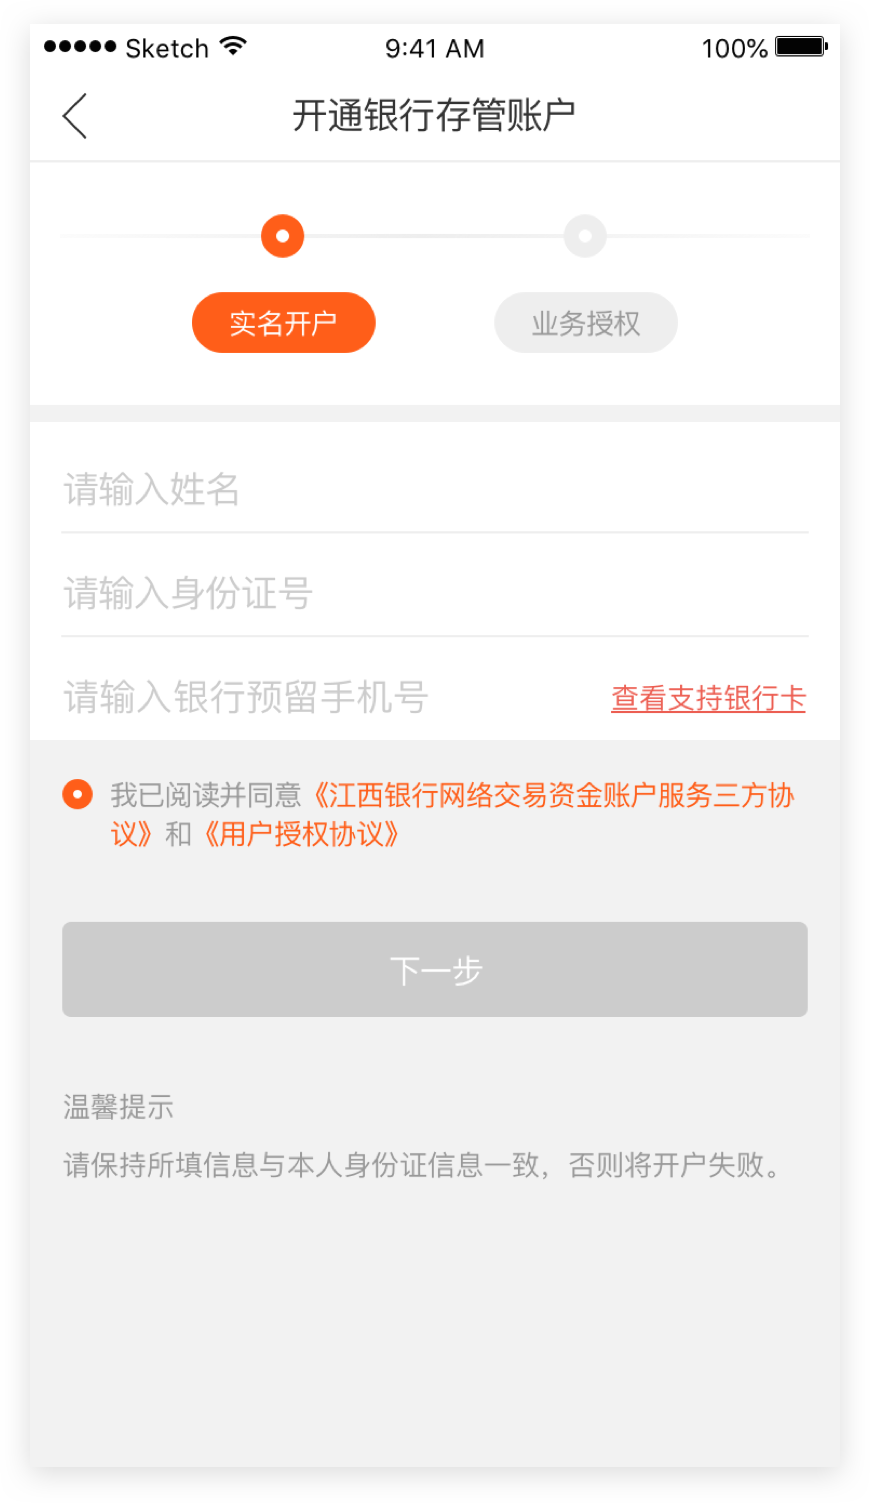 Sketch 9:41 AM 100%
开通银行存管账户
实名开户 业务授权
请输入姓名
请输入身份证号
请输入银行预留手机号 查看支持银行卡
我已阅读并同意《江西银行网络交易资金账户服务三方协
议》和《用户授权协议》
下一步
温馨提示
请保持所填信息与本人身份证信息一致，否则将开户失败。